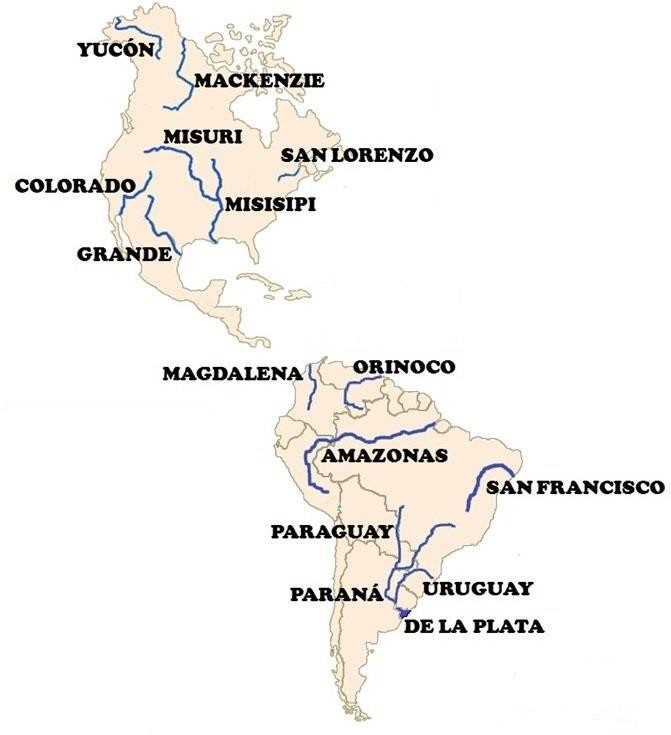 YUCÓN
MACKENZIE
MISURI
SAN LORENZO
COLORADO
MISISIPI
GRANDE
MAGDALENA
ORINOCO
AMAZONAS
SAN FRANCISCO
PARAGUAY
PARANÁ
URUGUAY
DE LA PLATA